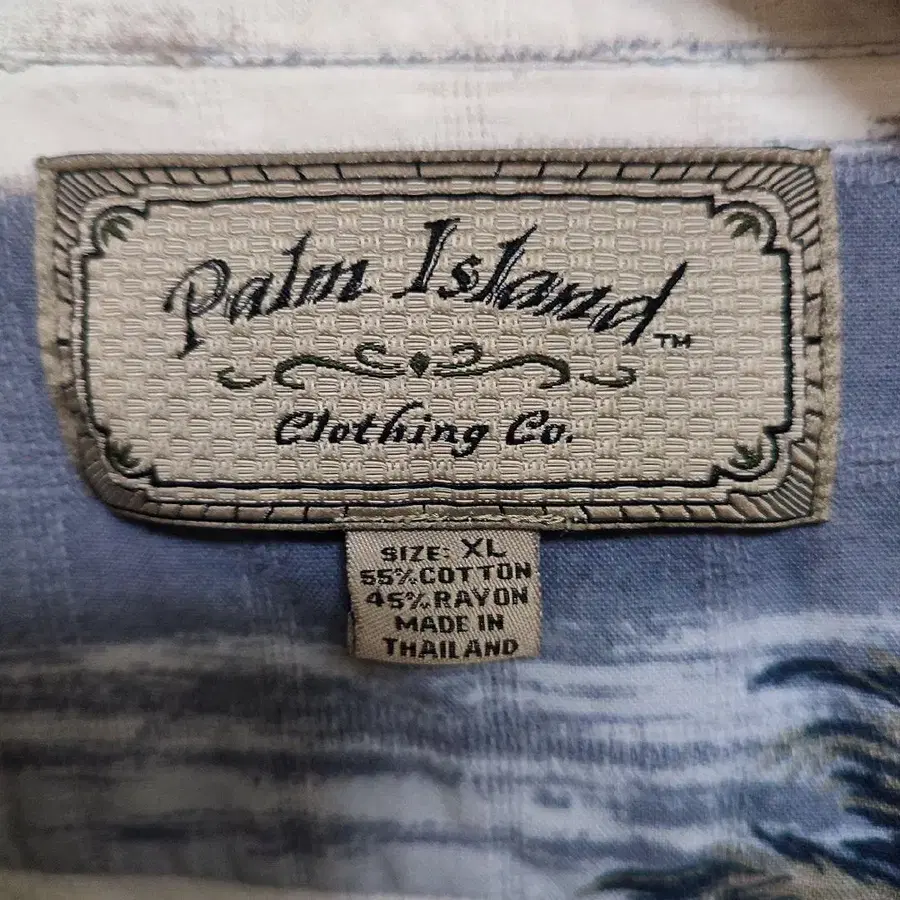 Palm Island™
Clothing Co.
SIZE: XL
55% COTTON
45% RAYON
MADE IN
THAILAND